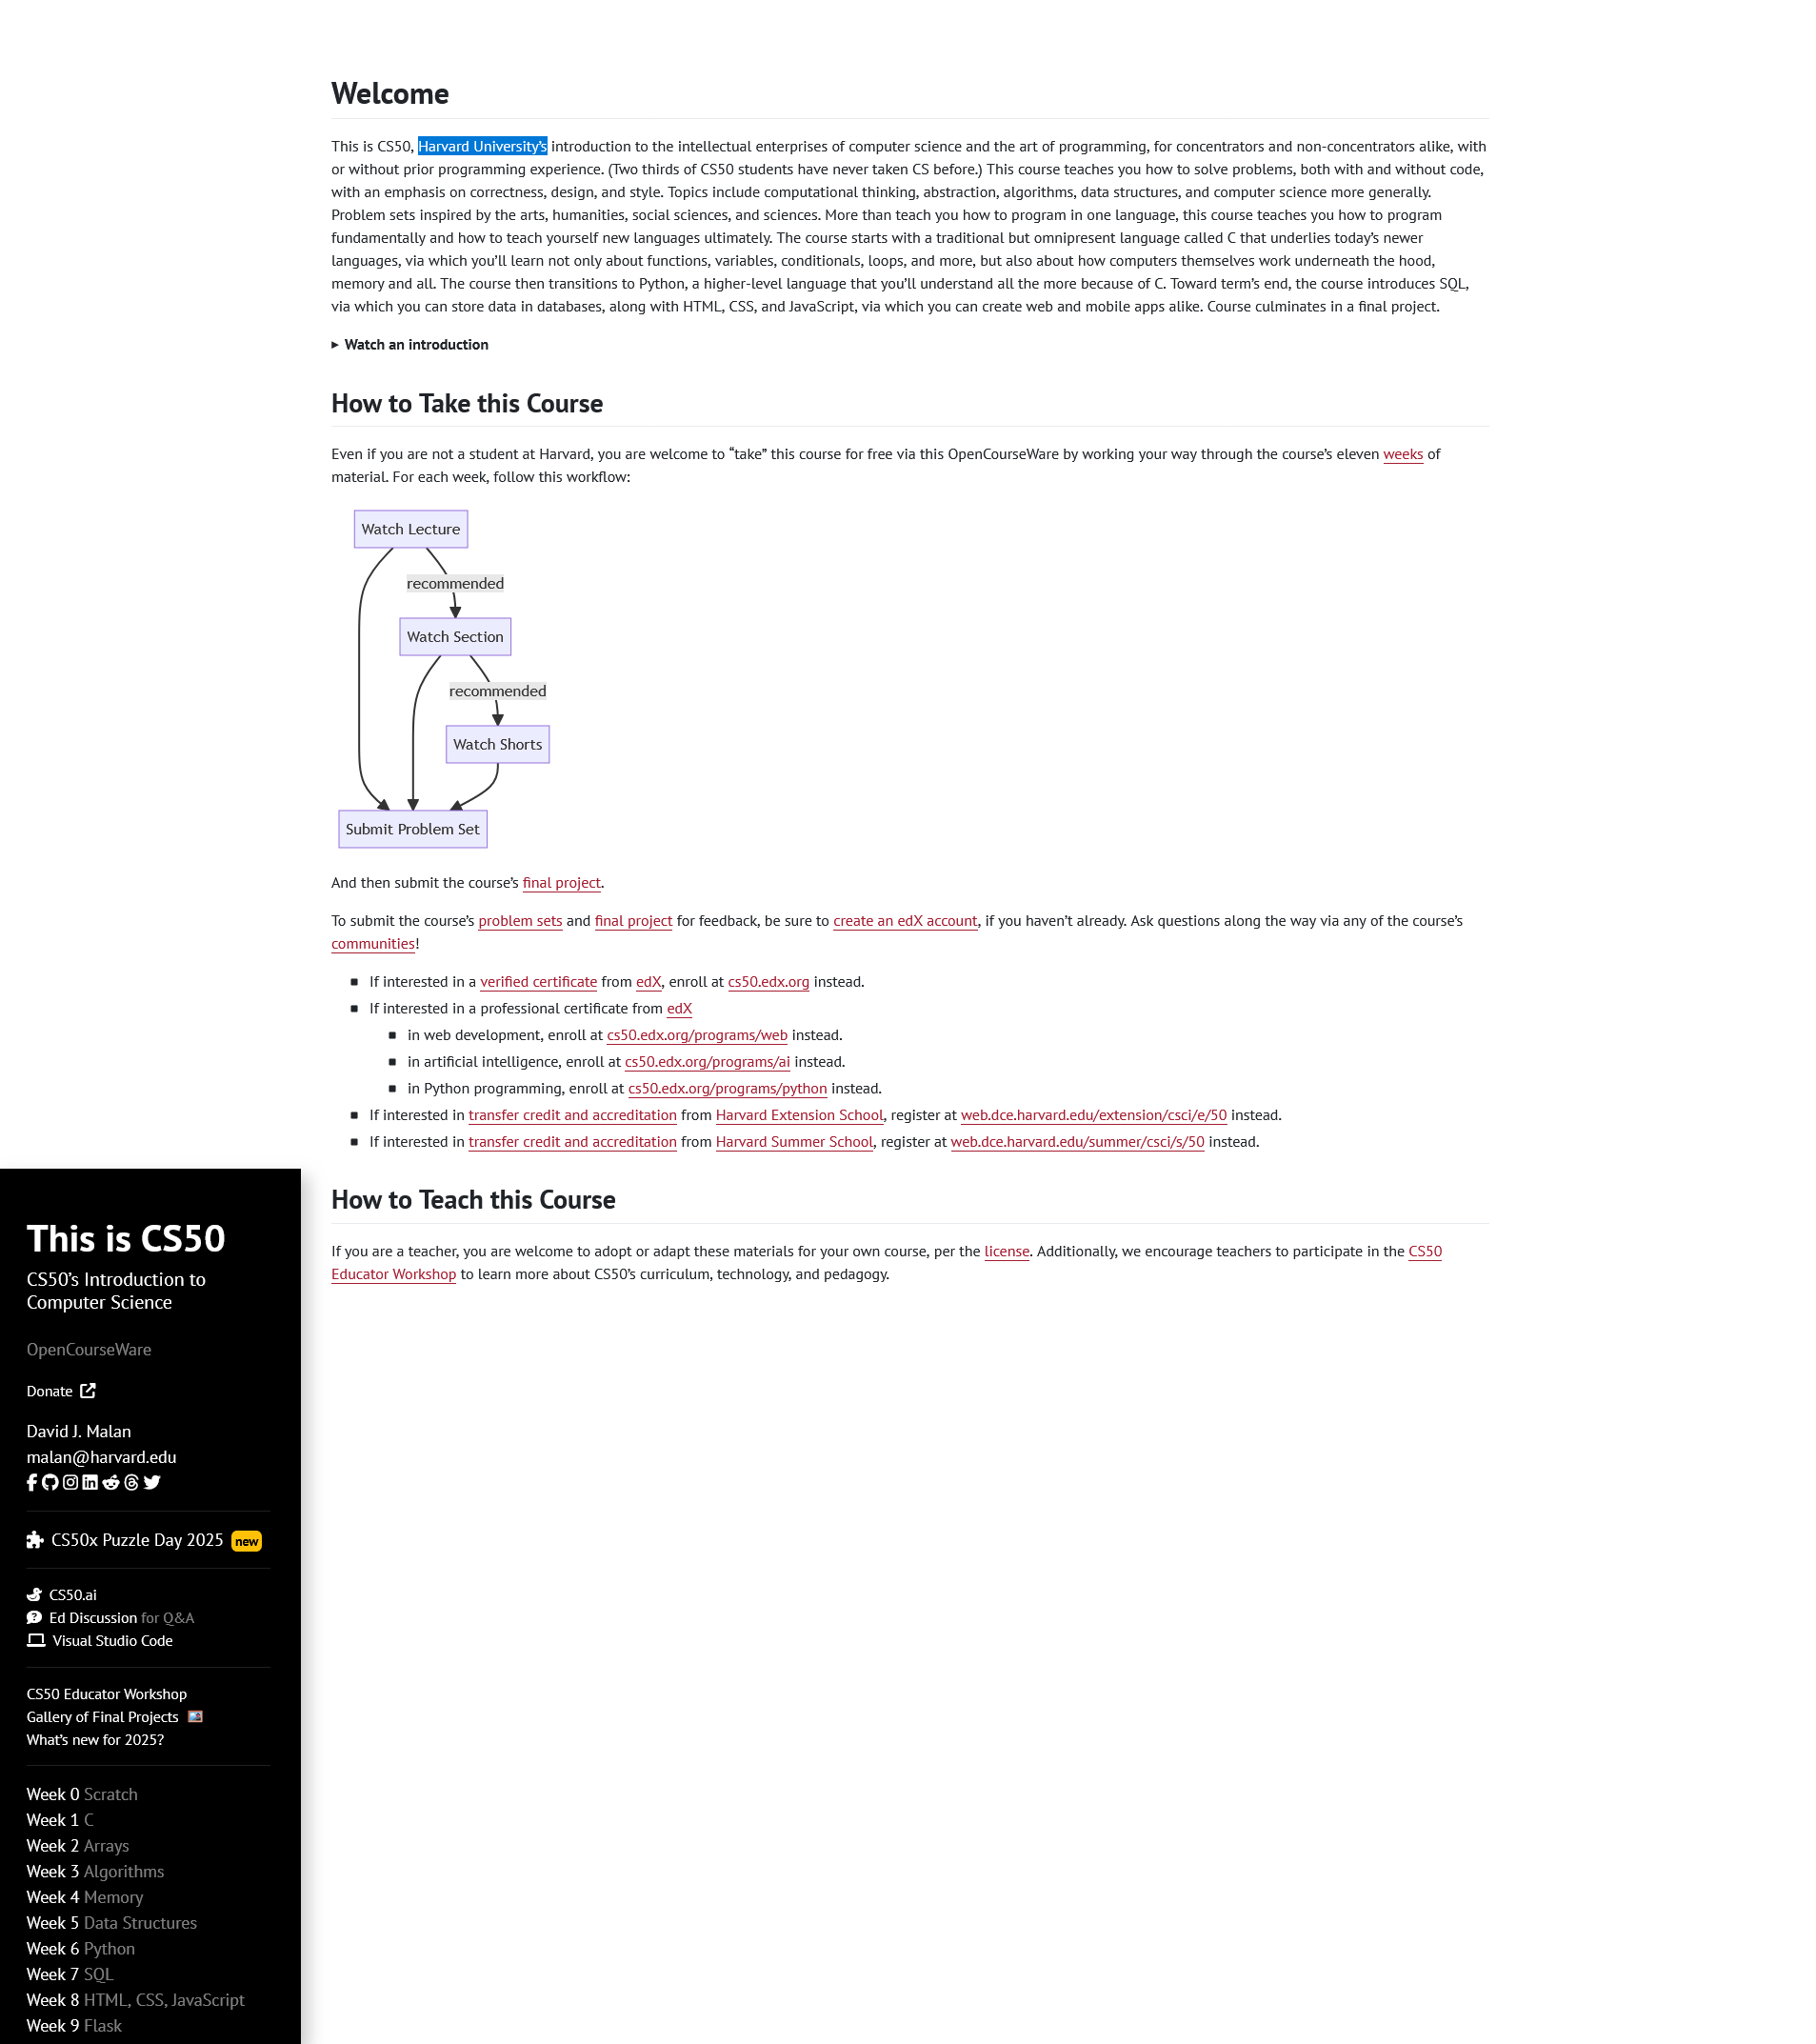 Welcome
This is CS50, Harvard University’s introduction to the intellectual enterprises of computer science and the art of programming, for concentrators and non-concentrators alike, with
or without prior programming experience. (Two thirds of CS50 students have never taken CS before.) This course teaches you how to solve problems, both with and without code,
with an emphasis on correctness, design, and style. Topics include computational thinking, abstraction, algorithms, data structures, and computer science more generally.
Problem sets inspired by the arts, humanities, social sciences, and sciences. More than teach you how to program in one language, this course teaches you how to program
fundamentally and how to teach yourself new languages ultimately. The course starts with a traditional but omnipresent language called C that underlies today’s newer
languages, via which you’ll learn not only about functions, variables, conditionals, loops, and more, but also about how computers themselves work underneath the hood,
memory and all. The course then transitions to Python, a higher-level language that you’ll understand all the more because of C. Toward term’s end, the course introduces SQL,
via which you can store data in databases, along with HTML, CSS, and JavaScript, via which you can create web and mobile apps alike. Course culminates in a final project.
Watch an introduction
How to Take this Course
Even if you are not a student at Harvard, you are welcome to “take” this course for free via this OpenCourseWare by working your way through the course’s eleven weeks of
material. For each week, follow this workflow:
Watch Lecture
recommended
Watch Section
recommended
Watch Shorts
Submit Problem Set
And then submit the course’s final project.
To submit the course’s problem sets and final project for feedback, be sure to create an edX account, if you haven’t already. Ask questions along the way via any of the course’s
communities!
If interested in a verified certificate from edX, enroll at cs50.edx.org instead.
If interested in a professional certificate from edX
in web development, enroll at cs50.edx.org/programs/web instead.
in artificial intelligence, enroll at cs50.edx.org/programs/ai instead.
in Python programming, enroll at cs50.edx.org/programs/python instead.
If interested in transfer credit and accreditation from Harvard Extension School, register at web.dce.harvard.edu/extension/csci/e/50 instead.
If interested in transfer credit and accreditation from Harvard Summer School, register at web.dce.harvard.edu/summer/csci/s/50 instead.
How to Teach this Course
If you are a teacher, you are welcome to adopt or adapt these materials for your own course, per the license. Additionally, we encourage teachers to participate in the CS50
Educator Workshop to learn more about CS50’s curriculum, technology, and pedagogy.
This is CS50
CS50’s Introduction to
Computer Science
OpenCourseWare
Donate
David J. Malan
malan@harvard.edu
CS50x Puzzle Day 2025 new
CS50.ai
Ed Discussion for Q&A
Visual Studio Code
CS50 Educator Workshop
Gallery of Final Projects
What’s new for 2025?
Week 0 Scratch
Week 1 C
Week 2 Arrays
Week 3 Algorithms
Week 4 Memory
Week 5 Data Structures
Week 6 Python
Week 7 SQL
Week 8 HTML, CSS, JavaScript
Week 9 Flask